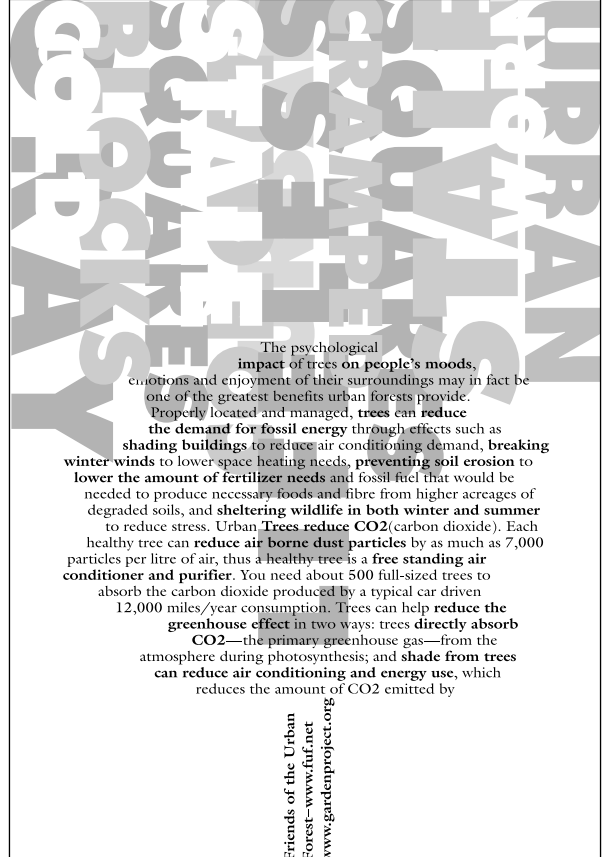 URBAN
GRAY
COLD
BLOCKS
SQUARES
STAND
CRAMPED
SQUARES
The psychological
impact of trees on people's moods,
emotions and enjoyment of their surroundings may in fact be
one of the greatest benefits urban forests provide.
Properly located and managed, trees can reduce
the demand for fossil energy through effects such as
shading buildings to reduce air conditioning demand, breaking
winter winds to lower space heating needs, preventing soil erosion to
lower the amount of fertilizer needs and fossil fuel that would be
needed to produce necessary foods and fibre from higher acreages of
degraded soils, and sheltering wildlife in both winter and summer
to reduce stress. Urban Trees reduce CO2(carbon dioxide). Each
healthy tree can reduce air borne dust particles by as much as 7,000
particles per litre of air, thus a healthy tree is a free standing air
conditioner and purifier. You need about 500 full-sized trees to
absorb the carbon dioxide produced by a typical car driven
12,000 miles/year consumption. Trees can help reduce the
greenhouse effect in two ways: trees directly absorb
CO2—the primary greenhouse gas—from the
atmosphere during photosynthesis; and shade from trees
can reduce air conditioning and energy use, which
reduces the amount of CO2 emitted by
Friends of the Urban
Forest–www.fuf.net
www.gardenproject.org